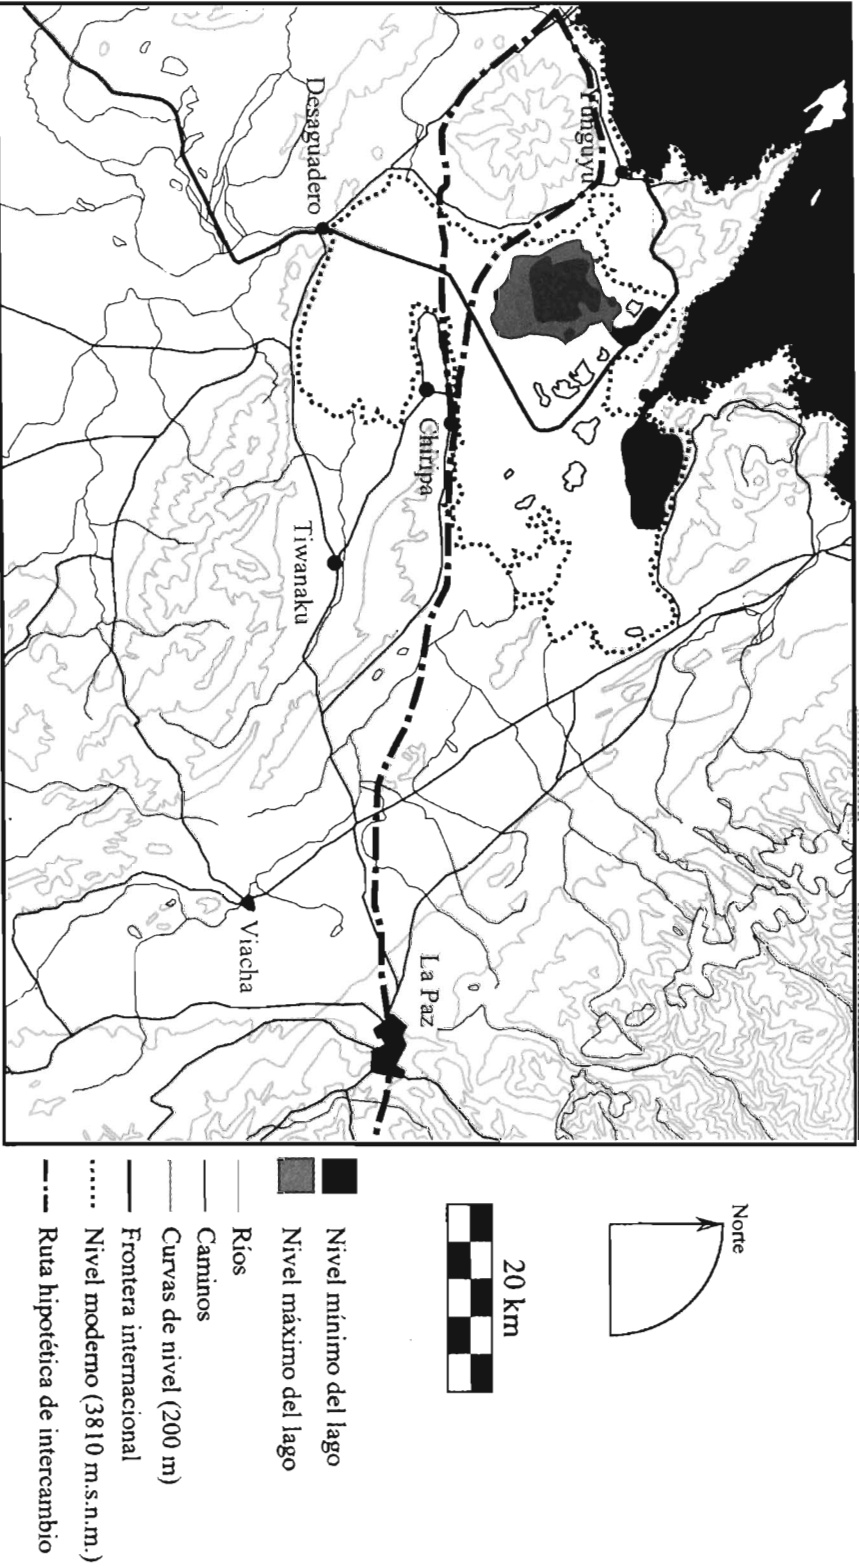 Yunguyu
Desaguadero
Chiripa
Tiwanaku
La Paz
Viacha
Norte
20 km
Nivel mínimo del lago
Nivel máximo del lago
Ríos
Caminos
Curvas de nivel (200 m)
Frontera internacional
Nivel moderno (3810 m.s.n.m.)
Ruta hipotética de intercambio